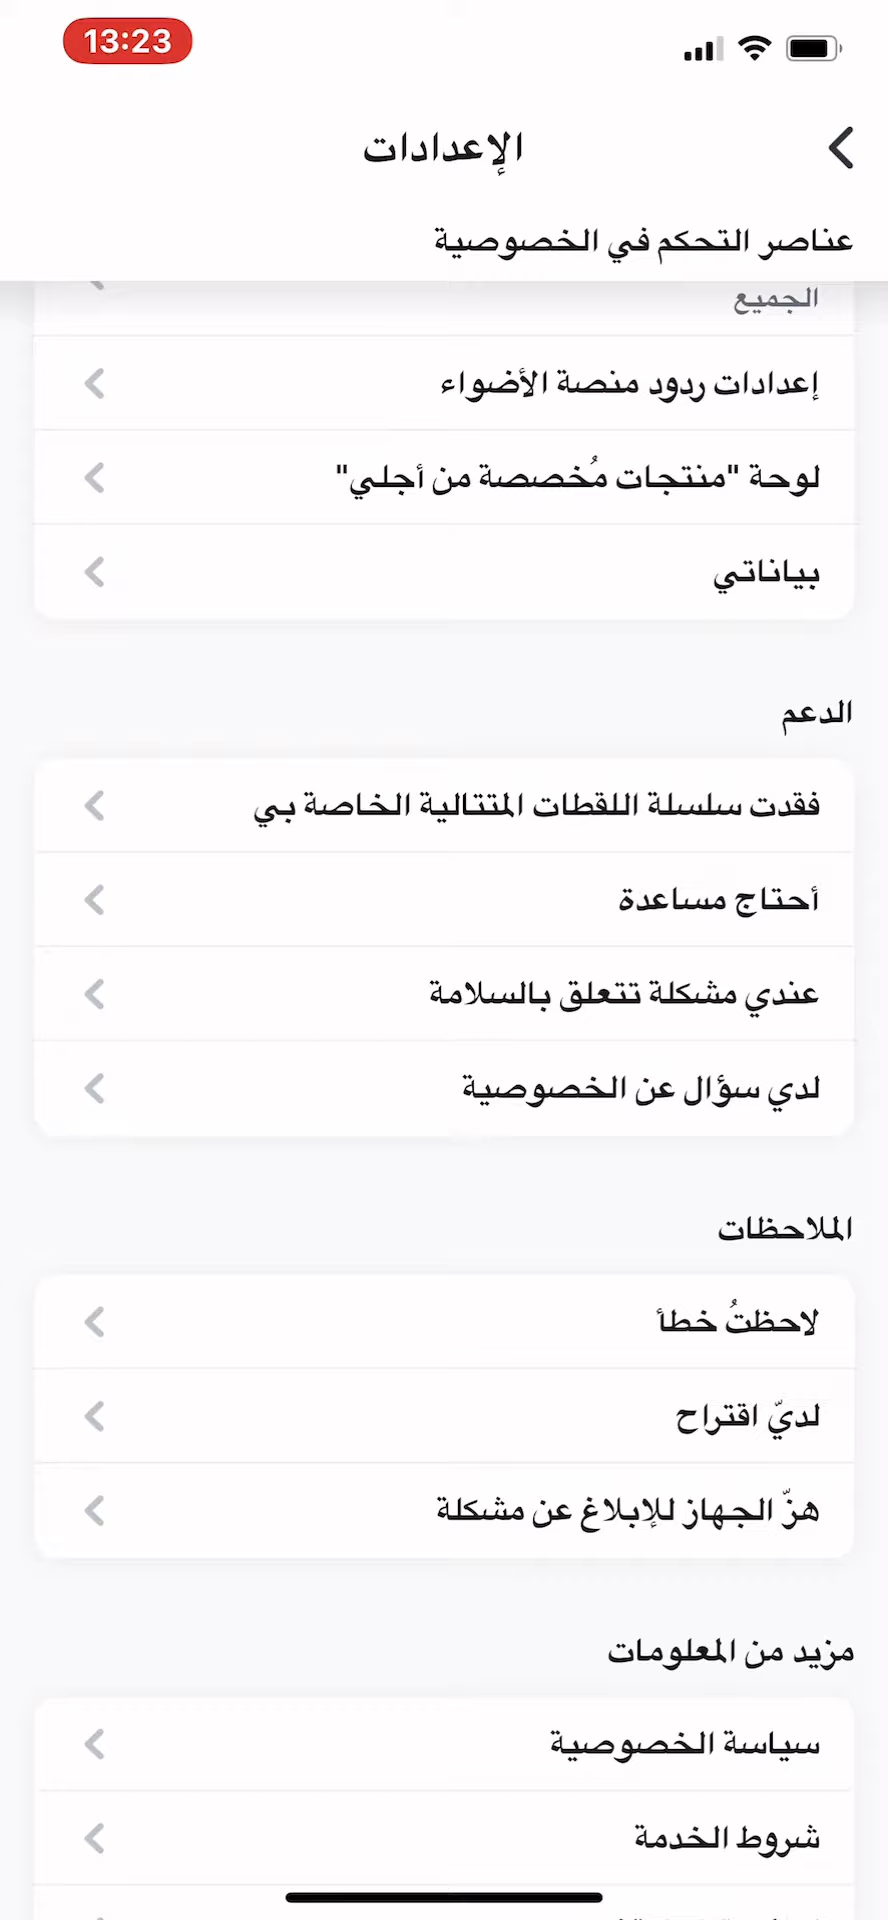 13:23
الإعدادات
عناصر التحكم في الخصوصية
الجميع
إعدادات ردود منصة الأضواء
لوحة "منتجات مُخصصة من أجلي"
بياناتي
الدعم
فقدت سلسلة اللقطات المتتالية الخاصة بي
أحتاج مساعدة
عندي مشكلة تتعلق بالسلامة
لدي سؤال عن الخصوصية
الملاحظات
لاحظتُ خطأ
لديّ اقتراح
هزّ الجهاز للإبلاغ عن مشكلة
مزيد من المعلومات
سياسة الخصوصية
شروط الخدمة